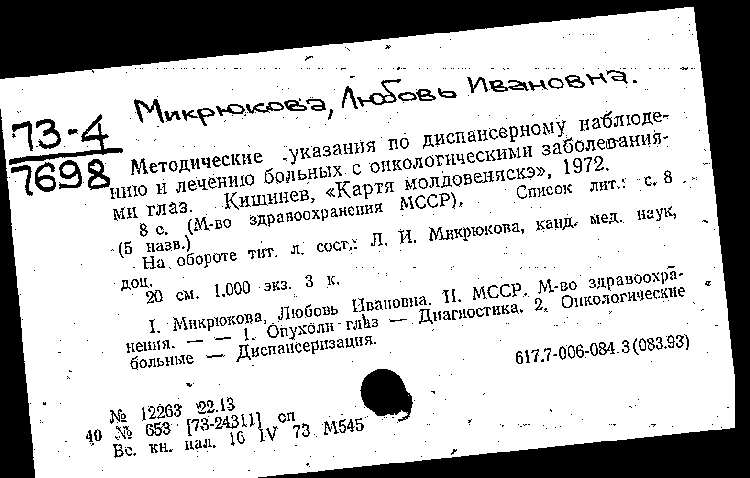 Микрюкова, Любовь Ивановна.
73-4
7698
Методические указания по диспансерному наблюде-
нию и лечению больных с онкологическими заболевания-
ми глаз. Кишинев, «Картя молдовеняскэ», 1972.
8 с. (М-во здравоохранения МССР). Список лит.: с. 8
(5 назв.)
На обороте тит. л. сост.: Л. И. Микрюкова, канд. мед. наук,
доц.
20 см. 1.000 экз. 3 к.
I. Микрюкова, Любовь Ивановна. II. МССР. М-во здравоохра-
нения. — — 1. Опухоли глаз — Диагностика. 2. Онкологические
больные — Диспансеризация.
617.7-006-084.3(083.93)
№ 12263 22.13
40 № 653 [73-24311] сп
Вс. кн. пал. 16 IV 73 М545